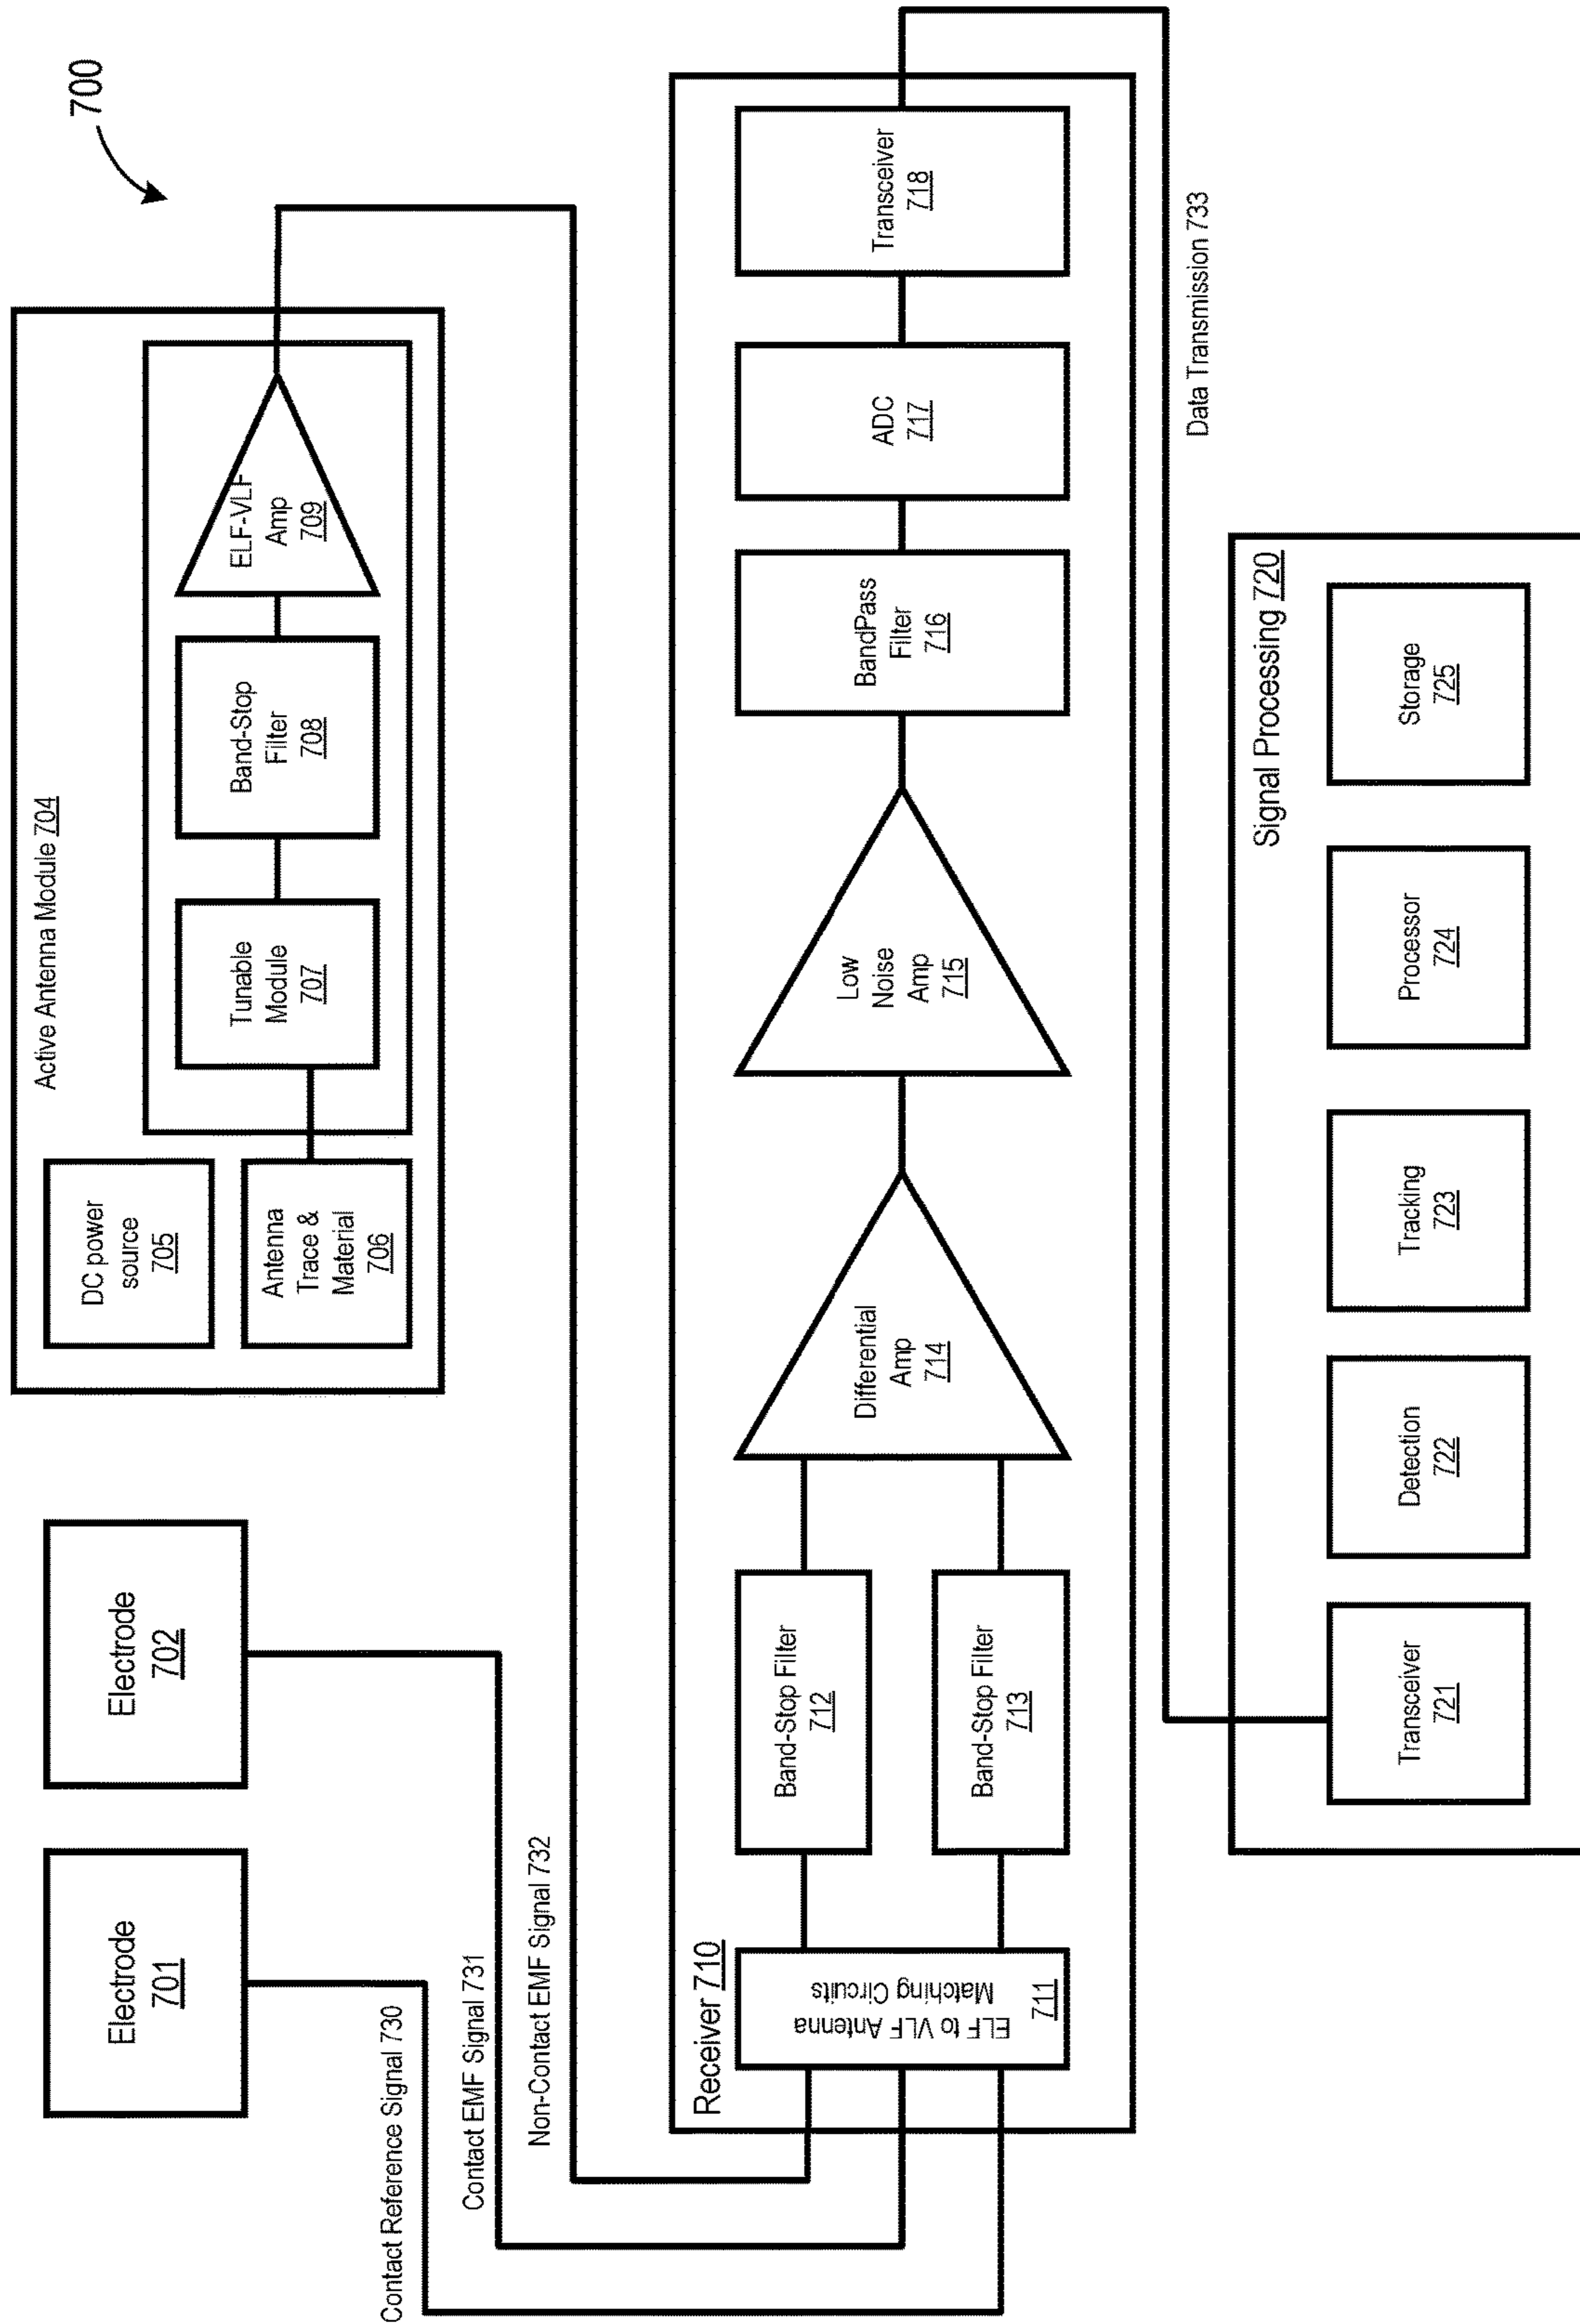 700
Electrode
701
Electrode
702
Active Antenna Module 704
DC power
source
705
Antenna
Trace &
Material
706
Tunable
Module
707
Band-Stop
Filter
708
ELF-VLF
Amp
709
Contact Reference Signal 730
Contact EMF Signal 731
Non-Contact EMF Signal 732
Receiver 710
ELF to VLF Antenna
Matching Circuits
711
Band-Stop Filter
712
Band-Stop Filter
713
Differential
Amp
714
Low
Noise
Amp
715
BandPass
Filter
716
ADC
717
Transceiver
718
Data Transmission 733
Signal Processing 720
Transceiver
721
Detection
722
Tracking
723
Processor
724
Storage
725